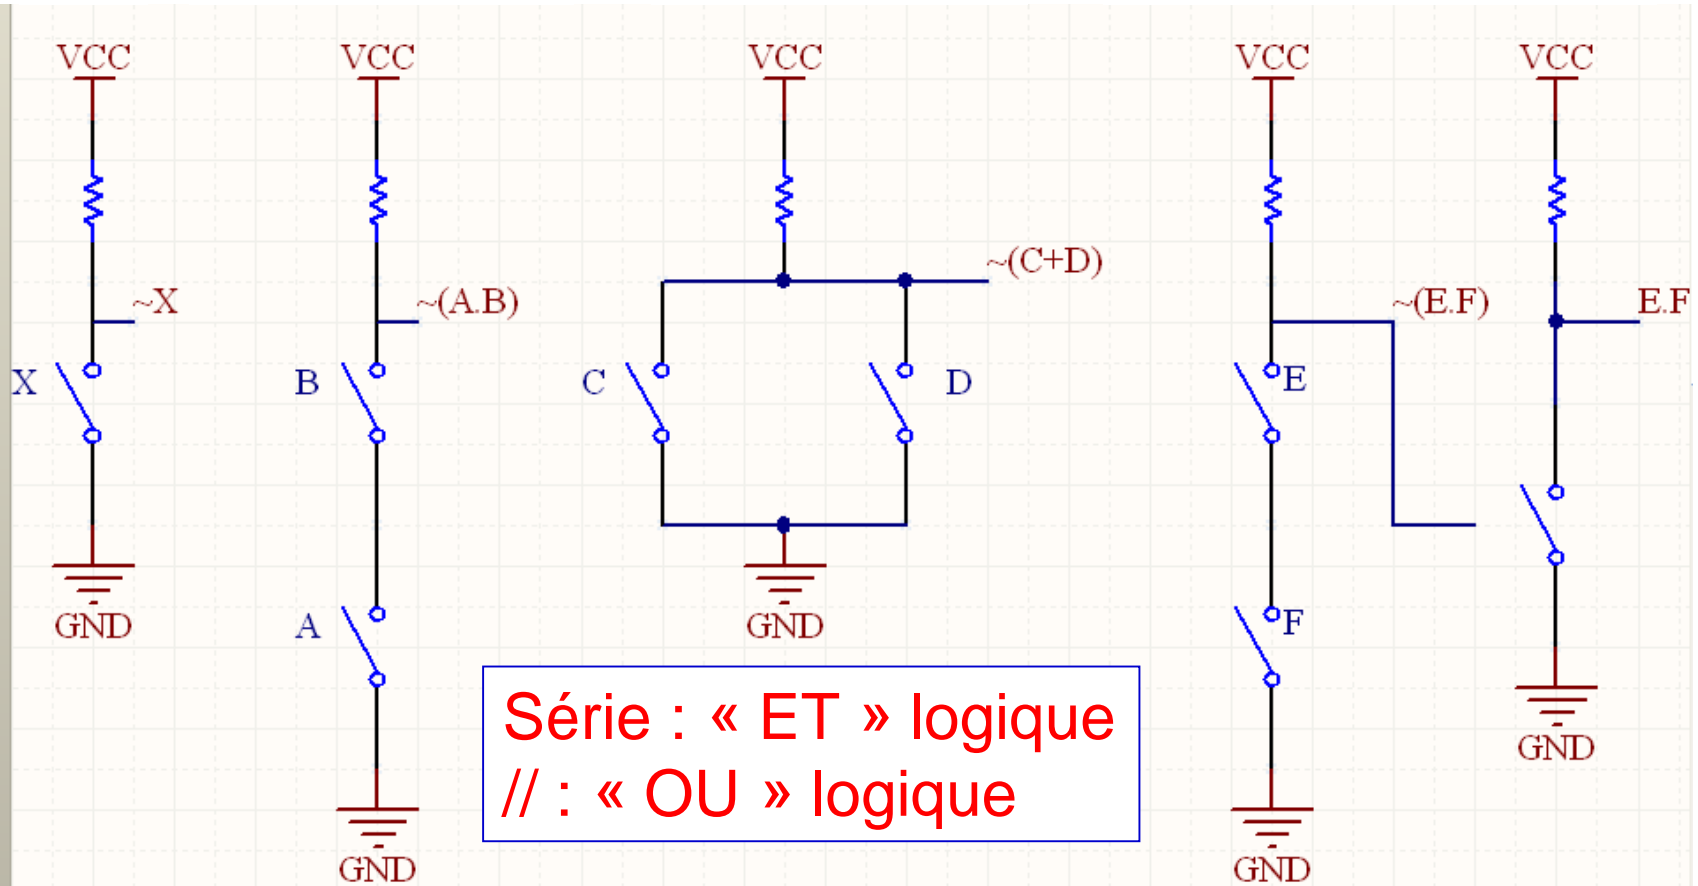 VCC VCC VCC VCC VCC
~(C+D)
~X ~(A.B) ~(E.F) E.F
X B C D E
A F
GND GND
Série : « ET » logique
// : « OU » logique
GND
GND GND